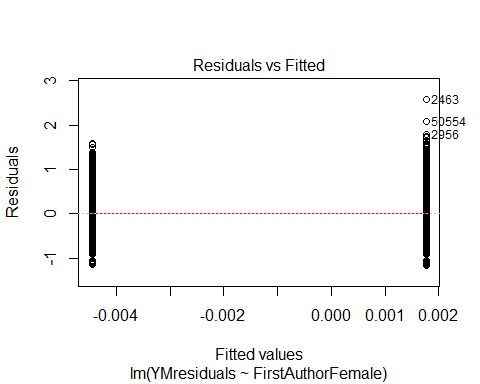 Residuals vs Fitted
3
2463
50554
2
2956
1
0
-1
Residuals
-0.004 -0.002 0.000 0.001 0.002
Fitted values
lm(YMresiduals ~ FirstAuthorFemale)